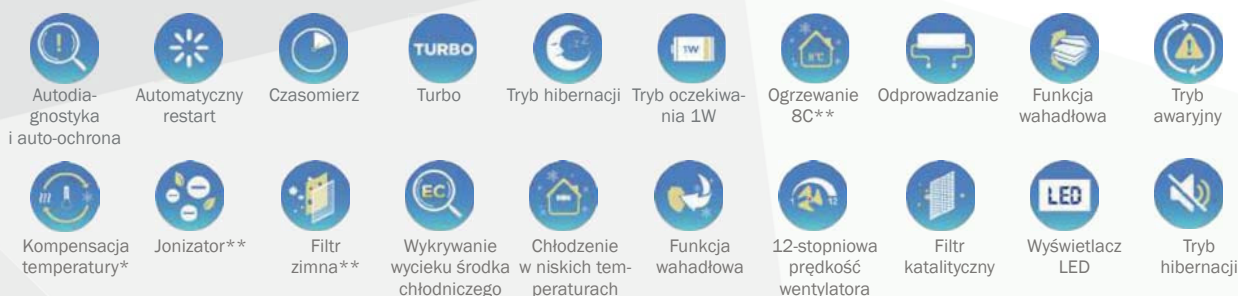 TURBO
1W
8°C
Autodia-
gnostyka
i auto-ochrona
Automatyczny
restart
Czasomierz
Turbo
Tryb hibernacji
Tryb oczekiwa-
nia 1W
Ogrzewanie
8C**
Odprowadzanie
Funkcja
wahadłowa
Tryb
awaryjny
EC
12
LED
Kompensacja
temperatury*
Jonizator**
Filtr
zimna**
Wykrywanie
wycieku środka
chłodniczego
Chłodzenie
w niskich tem-
peraturach
Funkcja
wahadłowa
12-stopniowa
prędkość
wentylatora
Filtr
katalityczny
Wyświetlacz
LED
Tryb
hibernacji